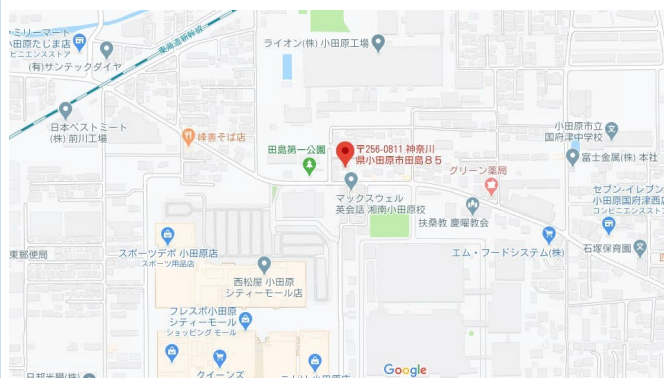 ミリーマート
小田原たじま店
ビニエンスストア
(有)サンテックダイヤ
東海道新幹線
ライオン(株) 小田原工場
日本ベストミート
(株) 前川工場
峰善そば店
田島第一公園
〒256-0811 神奈川
県小田原市田島85
小田原市立
国府津中学校
富士金属(株) 本社
グリーン薬局
マックスウェル
英会話 湘南小田原校
セブン-イレブン
小田原国府津西店
コンビニエンススト
扶桑教 慶曜教会
東郵便局
スポーツデポ 小田原店
スポーツ用品店
エム・フードシステム(株)
石塚保育園
西松屋 小田原
シティーモール店
フレスポ小田原
シティーモール
ショッピング モール
クイーンズ
Google